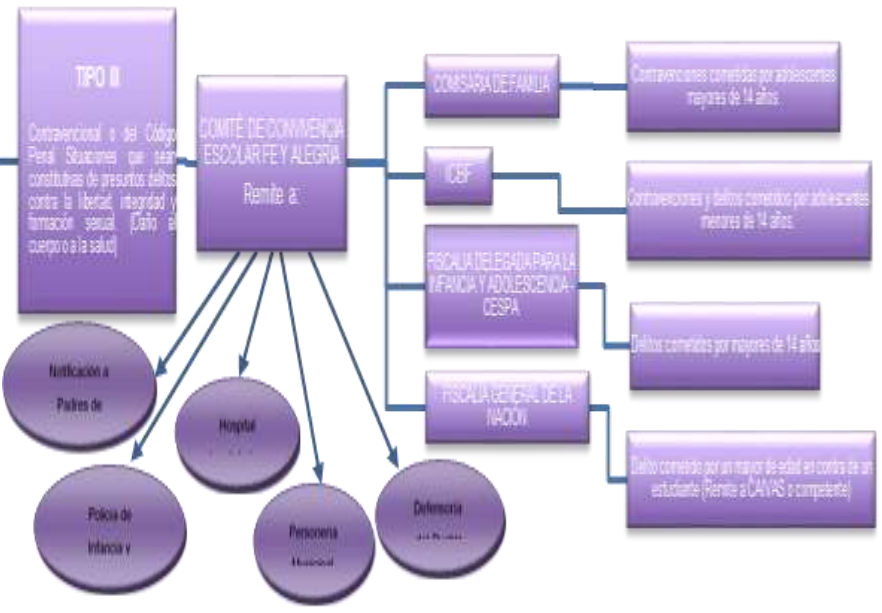 TIPO III
Contravencional o del Código
Penal Situaciones que sean
constitutivas de presuntos delitos
contra la libertad, integridad y
formación sexual. (Daño al
cuerpo o a la salud)
COMITÉ DE CONVIVENCIA
ESCOLAR FE Y ALEGRIA
Remite a:
COMISARIA DE FAMILIA
Contravenciones cometidas por adolescentes
mayores de 14 años.
ICBF
Contravenciones y delitos cometidos por adolescentes
menores de 14 años.
FISCALIA DELEGADA PARA LA
INFANCIA Y ADOLESCENCIA -
CESPA
Delitos cometidos por mayores de 14 años
FISCALIA GENERAL DE LA
NACION
Delito cometido por un mayor de edad en contra de un
estudiante (Remite a CAIVAS o competente)
Notificación a
Padres de
Hospital
Policía de
Infancia y
Personería
Municipal
Defensoría